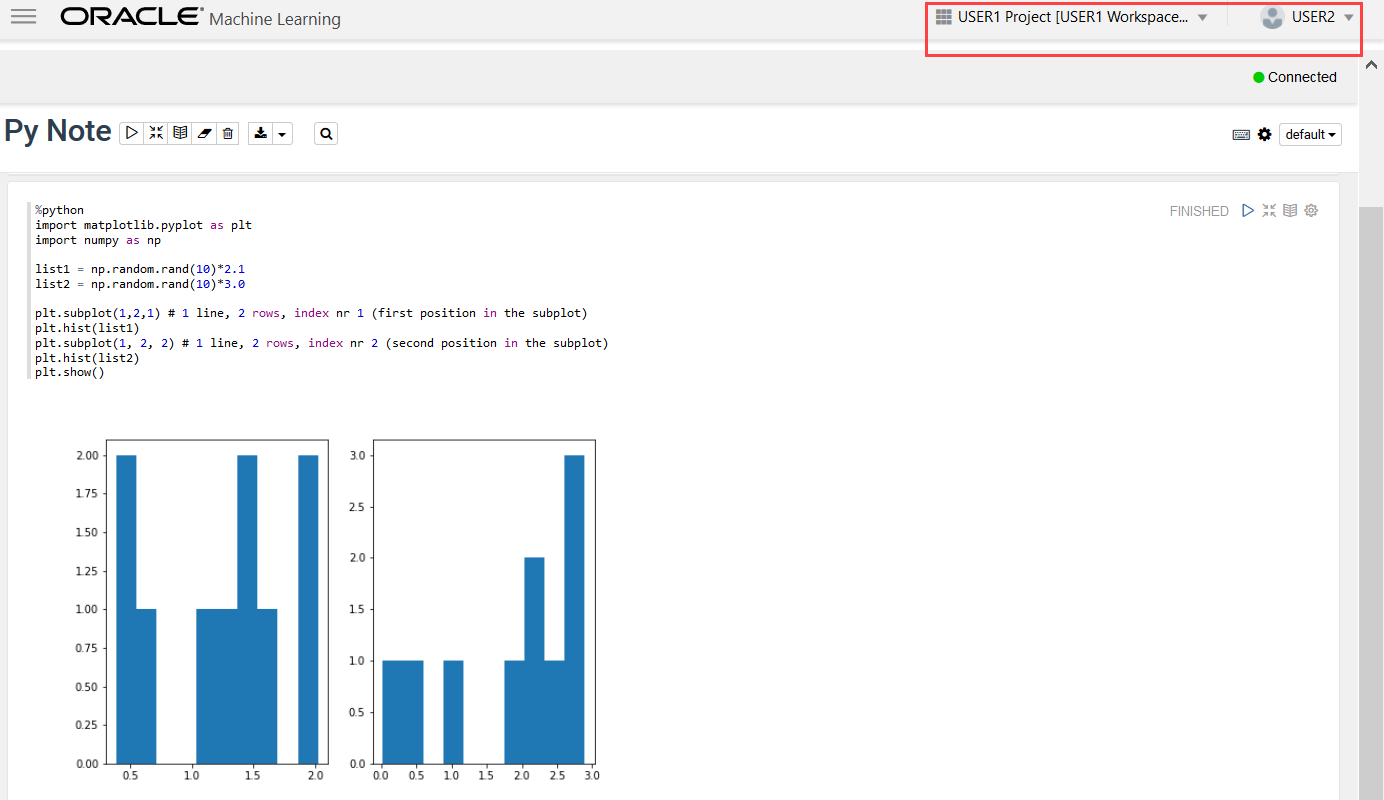 ORACLE Machine Learning
USER1 Project [USER1 Workspace...
USER2
Connected
Py Note
default
FINISHED
%python
import matplotlib.pyplot as plt
import numpy as np
list1 = np.random.rand(10)*2.1
list2 = np.random.rand(10)*3.0
plt.subplot(1,2,1) # 1 line, 2 rows, index nr 1 (first position in the subplot)
plt.hist(list1)
plt.subplot(1, 2, 2) # 1 line, 2 rows, index nr 2 (second position in the subplot)
plt.hist(list2)
plt.show()
2.00
1.75
1.50
1.25
1.00
0.75
0.50
0.25
0.00
0.5 1.0 1.5 2.0
3.0
2.5
2.0
1.5
1.0
0.5
0.0
0.0 0.5 1.0 1.5 2.0 2.5 3.0